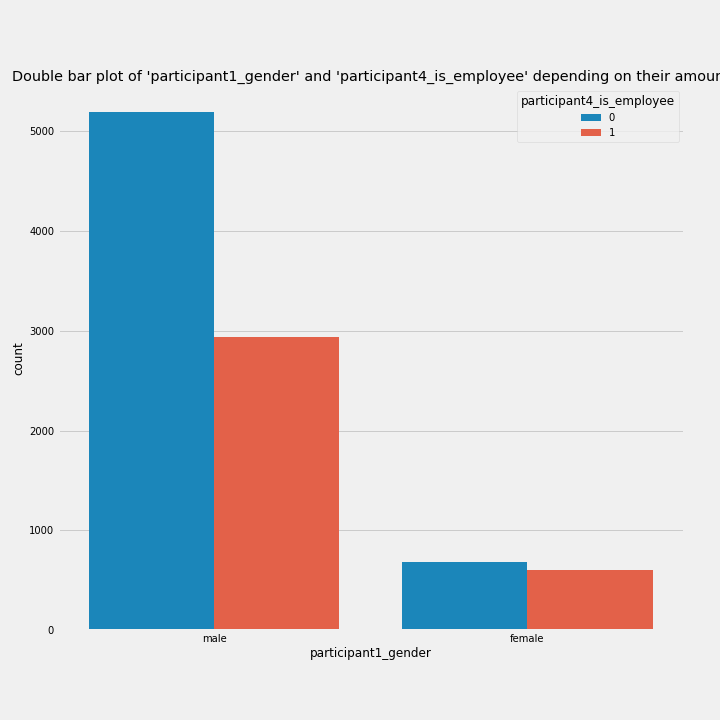 Double bar plot of 'participant1_gender' and 'participant4_is_employee' depending on their amour
participant4_is_employee
0
1
5000
4000
3000
2000
1000
0
count
male
female
participant1_gender